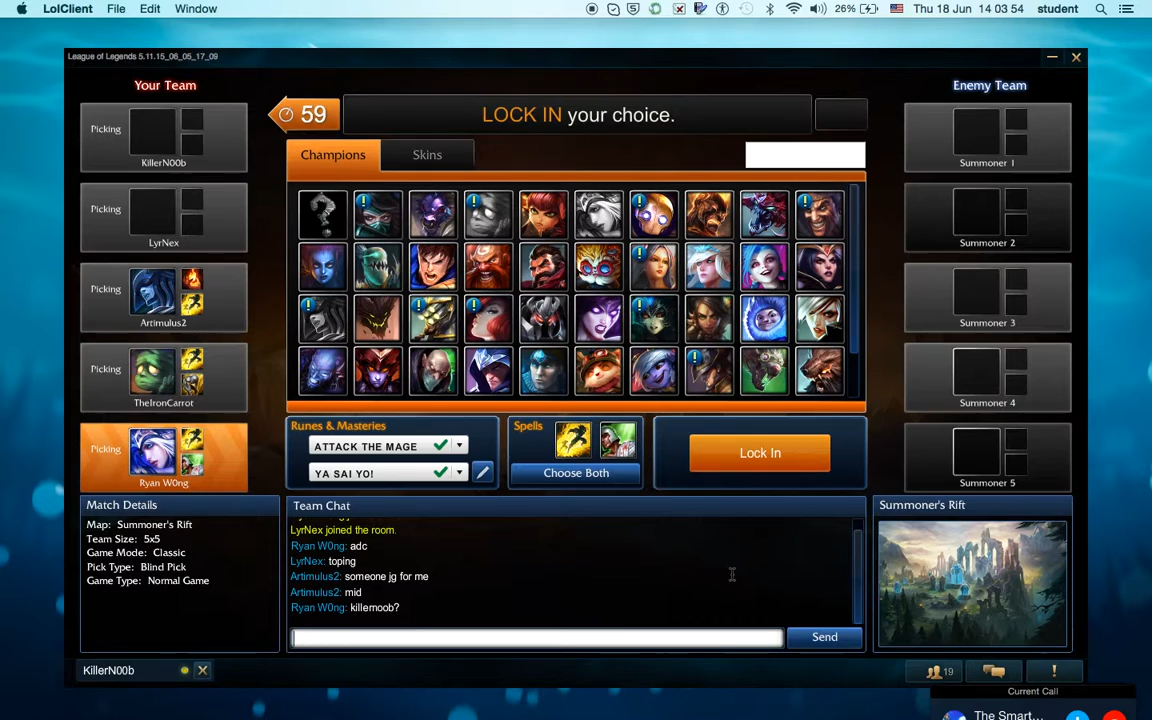 LolClient File Edit Window 26% Thu 18 Jun 14 03 54 student
League of Legends 5.11.15_06_05_17_09
Your Team
59
LOCK IN your choice.
Enemy Team
Picking
KillerN00b
Picking
LyrNex
Picking
Artimulus2
Picking
TheIronCarrot
Picking
Ryan W0ng
Champions
Skins
Summoner 1
Summoner 2
Summoner 3
Summoner 4
Summoner 5
Runes & Masteries
ATTACK THE MAGE
YA SAI YO!
Spells
Choose Both
Lock In
Match Details
Map: Summoner's Rift
Team Size: 5x5
Game Mode: Classic
Pick Type: Blind Pick
Game Type: Normal Game
Team Chat
LyrNex joined the room.
Ryan W0ng: adc
LyrNex: toping
Artimulus2: someone jg for me
Artimulus2: mid
Ryan W0ng: killernoob?
Send
Summoner's Rift
KillerN00b
19
Current Call
The Smart...